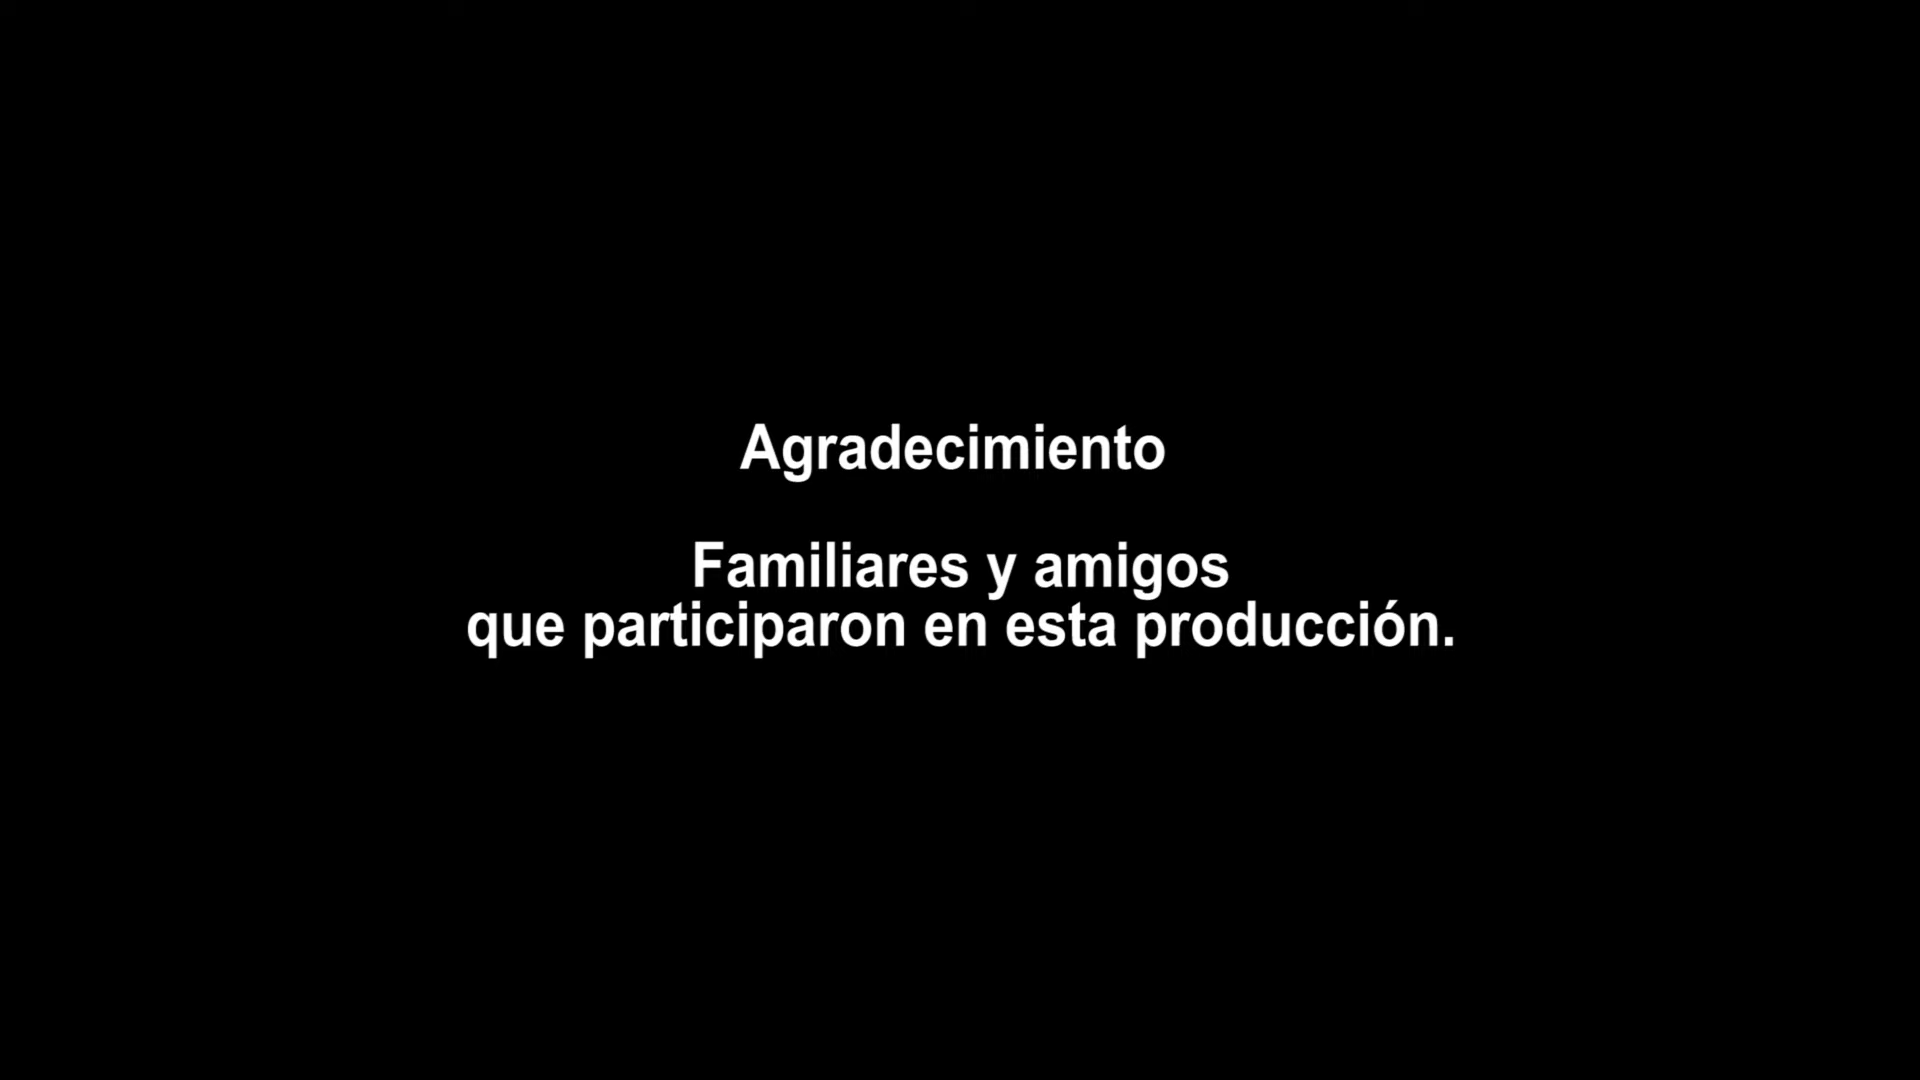 Agradecimiento
Familiares y amigos
que participaron en esta producción.